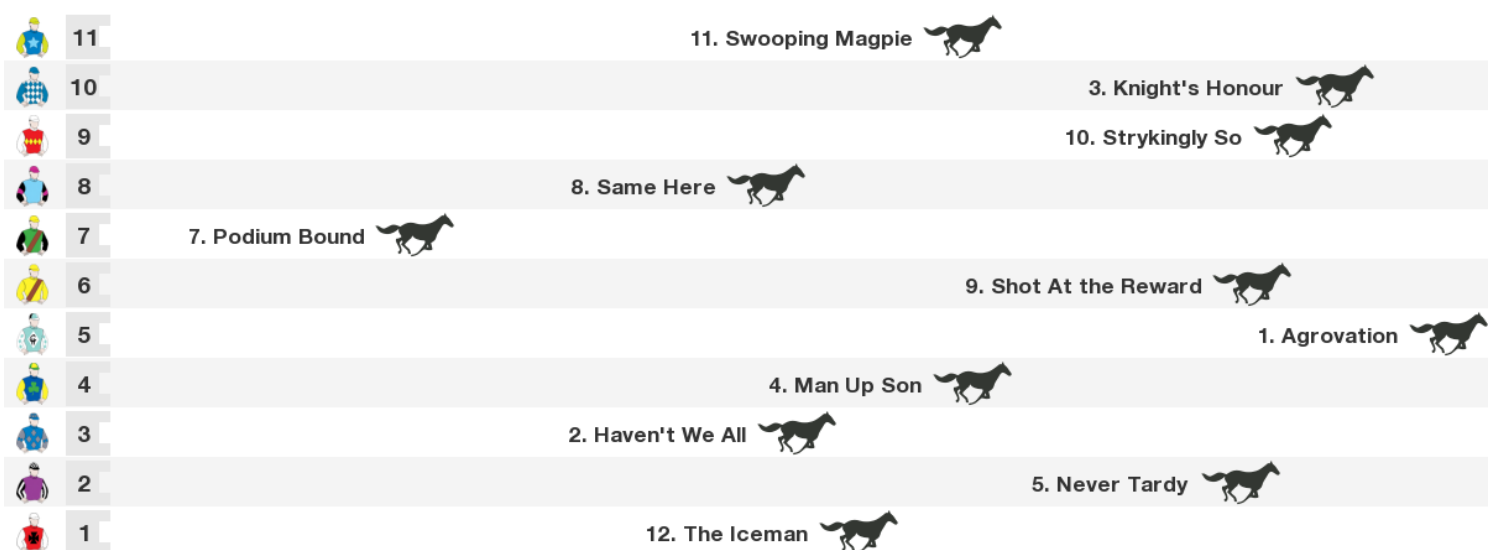 11 11. Swooping Magpie
10 3. Knight's Honour
9 10. Strykingly So
8 8. Same Here
7 7. Podium Bound
6 9. Shot At the Reward
5 1. Agrovation
4 4. Man Up Son
3 2. Haven't We All
2 5. Never Tardy
1 12. The Iceman